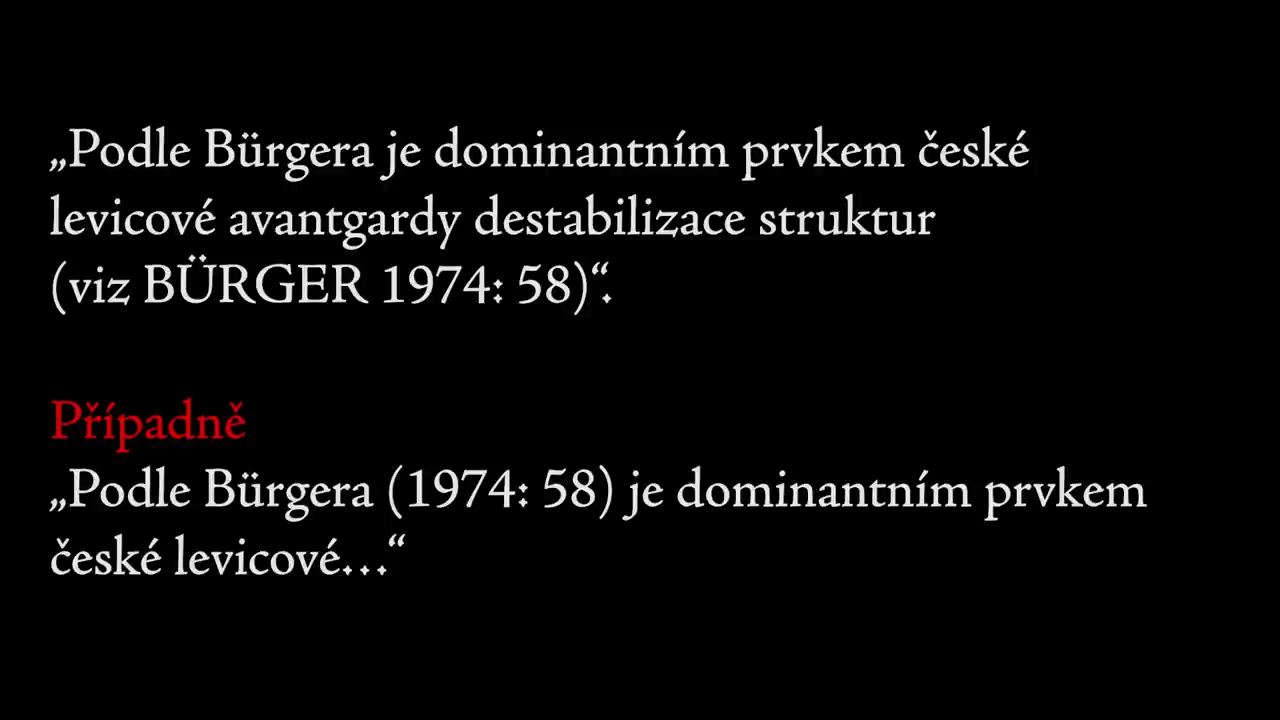 „Podle Bürgera je dominantním prvkem české
levicové avantgardy destabilizace struktur
(viz BÜRGER 1974: 58)“.
Případně
„Podle Bürgera (1974: 58) je dominantním prvkem
české levicové…“